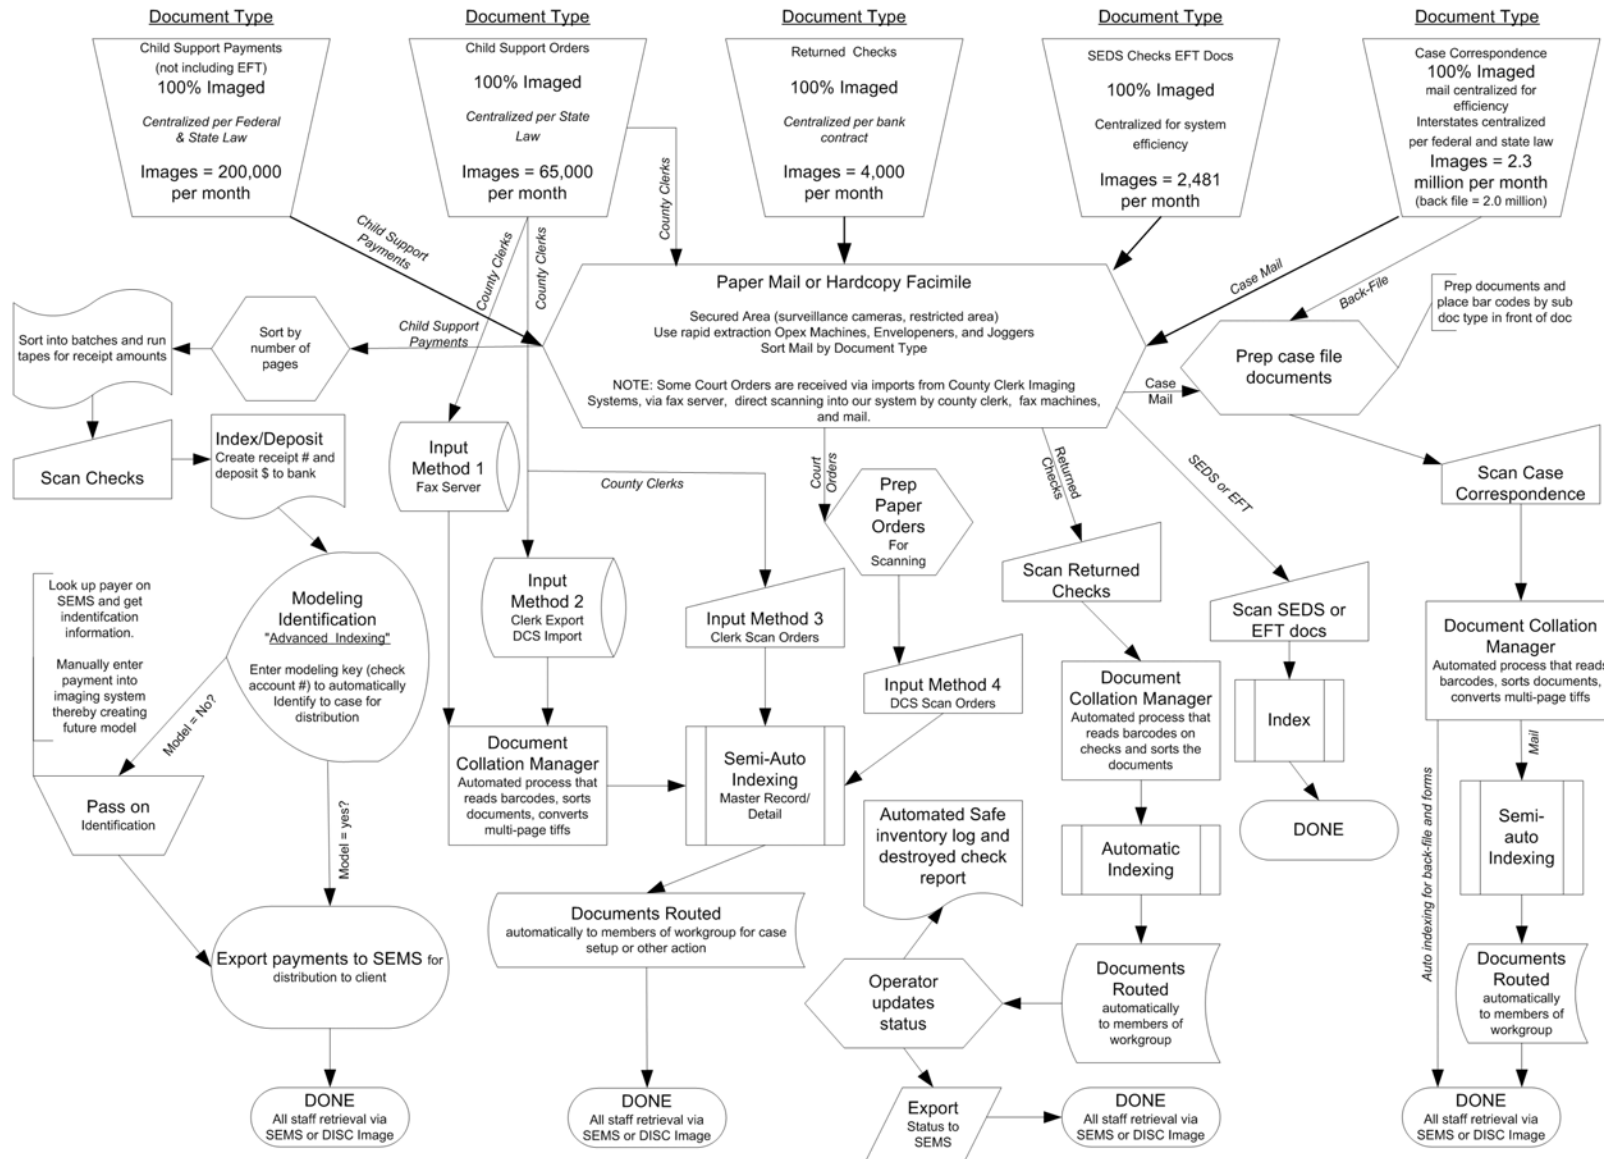 Document Type
Document Type
Document Type
Document Type
Document Type
Child Support Payments
(not including EFT)
100% Imaged
Centralized per Federal
& State Law
Images = 200,000
per month
Child Support Orders
100% Imaged
Centralized per State
Law
Images = 65,000
per month
Returned Checks
100% Imaged
Centralized per bank
contract
Images = 4,000
per month
SEDS Checks EFT Docs
100% Imaged
Centralized for system
efficiency
Images = 2,481
per month
Case Correspondence
100% Imaged
mail centralized for
efficiency
Interstates centralized
per federal and state law
Images = 2.3
million per month
(back file = 2.0 million)
Child Support
Payments
County Clerks
County Clerks
County Clerks
Case Mail
Back-File
Paper Mail or Hardcopy Facimile
Secured Area (surveillance cameras, restricted area)
Use rapid extraction Opex Machines, Envelopeners, and Joggers
Sort Mail by Document Type
NOTE: Some Court Orders are received via imports from County Clerk Imaging
Systems, via fax server, direct scanning into our system by county clerk, fax machines,
and mail.
Prep documents and
place bar codes by sub
doc type in front of doc
Sort into batches and run
tapes for receipt amounts
Sort by
number of
pages
Child Support
Payments
Prep case file
documents
Case
Mail
Scan Checks
Index/Deposit
Create receipt # and
deposit $ to bank
Input
Method 1
Fax Server
County Clerks
Court
Orders
Prep
Paper
Orders
For
Scanning
Returned
Checks
SEDS or EFT
Scan Case
Correspondence
Look up payer on
SEMS and get
indentifcation
information.
Manually enter
payment into
imaging system
thereby creating
future model
Modeling
Identification
"Advanced Indexing"
Enter modeling key (check
account #) to automatically
Identify to case for
distribution
Input
Method 2
Clerk Export
DCS Import
Input Method 3
Clerk Scan Orders
Input Method 4
DCS Scan Orders
Scan Returned
Checks
Scan SEDS or
EFT docs
Document Collation
Manager
Automated process that reads
barcodes, sorts documents,
converts multi-page tiffs
Model = No?
Model = yes?
Pass on
Identification
Document
Collation Manager
Automated process that
reads barcodes, sorts
documents, converts
multi-page tiffs
Semi-Auto
Indexing
Master Record/
Detail
Document
Collation Manager
Automated process that
reads barcodes on
checks and sorts the
documents
Index
DONE
Mail
Auto indexing for back-file and forms
Semi-
auto
Indexing
Automated Safe
inventory log and
destroyed check
report
Automatic
Indexing
Export payments to SEMS for
distribution to client
Documents Routed
automatically to members of workgroup for case
setup or other action
Operator
updates
status
Documents
Routed
automatically
to members of
workgroup
Documents
Routed
automatically
to members of
workgroup
DONE
All staff retrieval via
SEMS or DISC Image
DONE
All staff retrieval via
SEMS or DISC Image
Export
Status to
SEMS
DONE
All staff retrieval via
SEMS or DISC Image
DONE
All staff retrieval via
SEMS or DISC Image